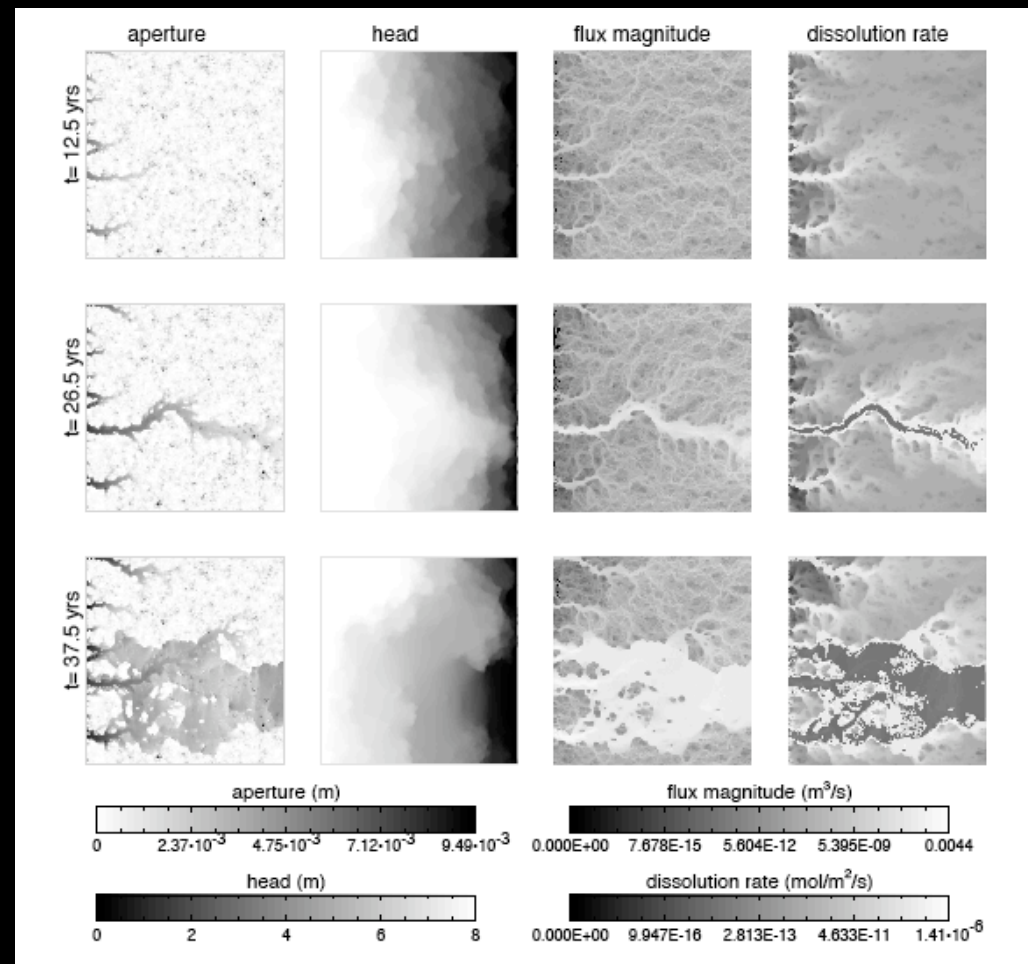 aperture head flux magnitude dissolution rate
t= 12.5 yrs
t= 26.5 yrs
t= 37.5 yrs
aperture (m)
0 2.37·10⁻³ 4.75·10⁻³ 7.12·10⁻³ 9.49·10⁻³
flux magnitude (m³/s)
0.000E+00 7.678E-15 5.604E-12 5.395E-09 0.0044
head (m)
0 2 4 6 8
dissolution rate (mol/m²/s)
0.000E+00 9.947E-16 2.813E-13 4.633E-11 1.41·10⁻⁶